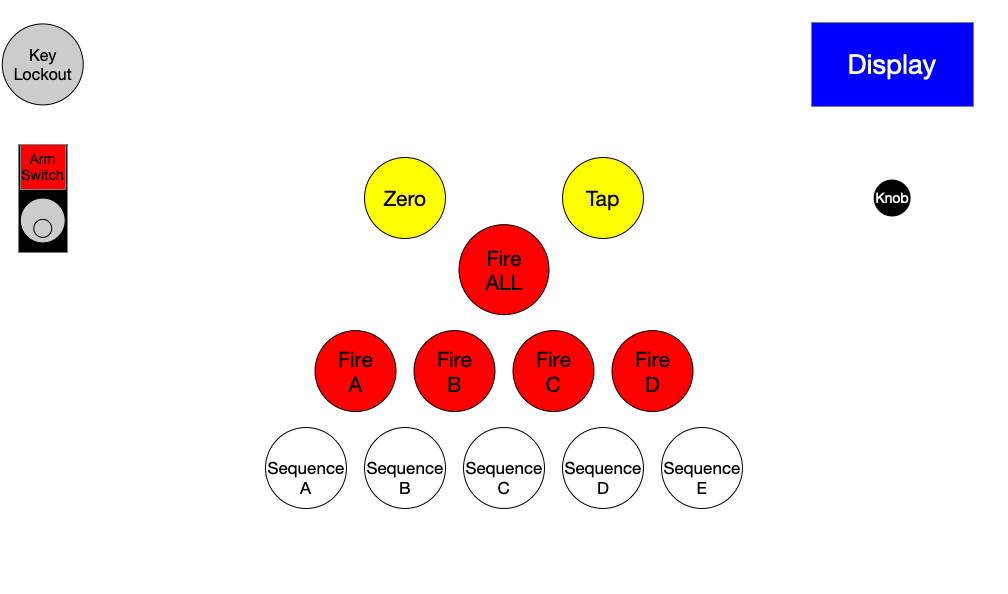 Key
Lockout
Display
Arm
Switch
Zero
Tap
Knob
Fire
ALL
Fire
A
Fire
B
Fire
C
Fire
D
Sequence
A
Sequence
B
Sequence
C
Sequence
D
Sequence
E